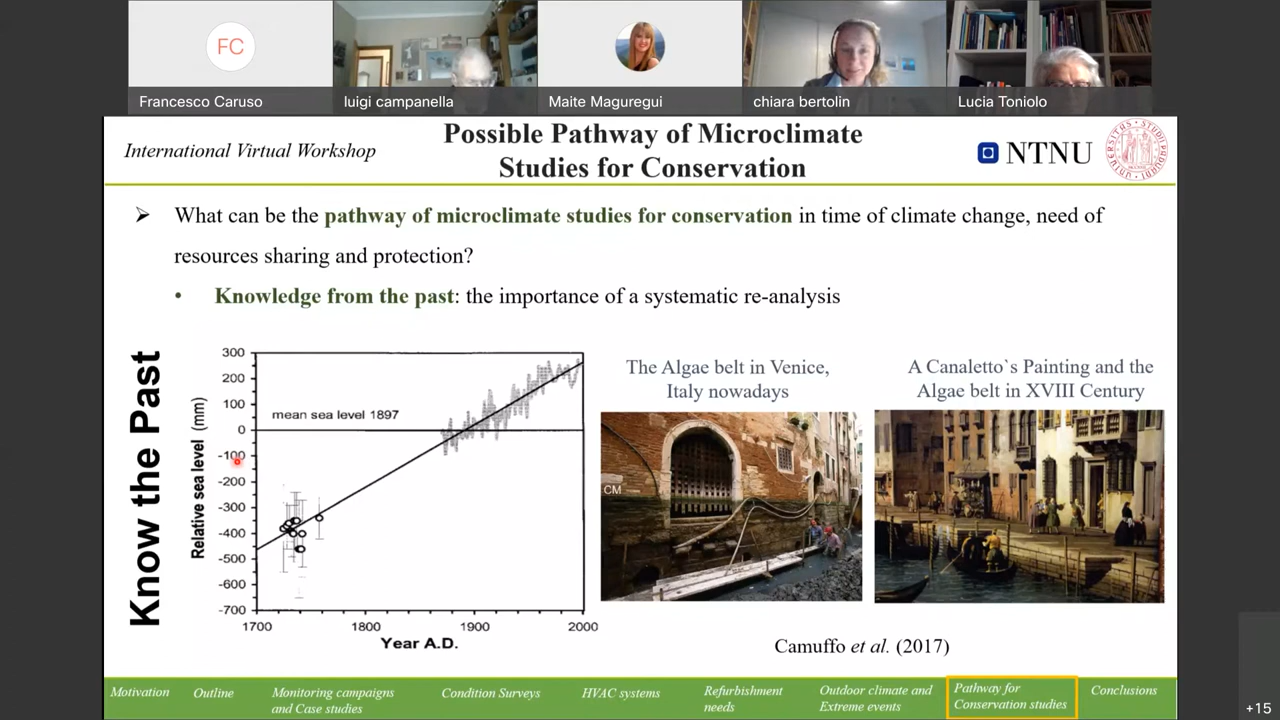 FC
Francesco Caruso
luigi campanella
Maite Maguregui
chiara bertolin
Lucia Toniolo
International Virtual Workshop
Possible Pathway of Microclimate
Studies for Conservation
NTNU
➢ What can be the pathway of microclimate studies for conservation in time of climate change, need of
resources sharing and protection?
• Knowledge from the past: the importance of a systematic re-analysis
Know the Past
Relative sea level (mm)
300
200
100
0
-100
-200
-300
-400
-500
-600
-700
mean sea level 1897
1700
1800
1900
2000
Year A.D.
The Algae belt in Venice,
Italy nowadays
CM
A Canaletto`s Painting and the
Algae belt in XVIII Century
Camuffo et al. (2017)
Motivation
Outline
Monitoring campaigns
and Case studies
Condition Surveys
HVAC systems
Refurbishment
needs
Outdoor climate and
Extreme events
Pathway for
Conservation studies
Conclusions
+15